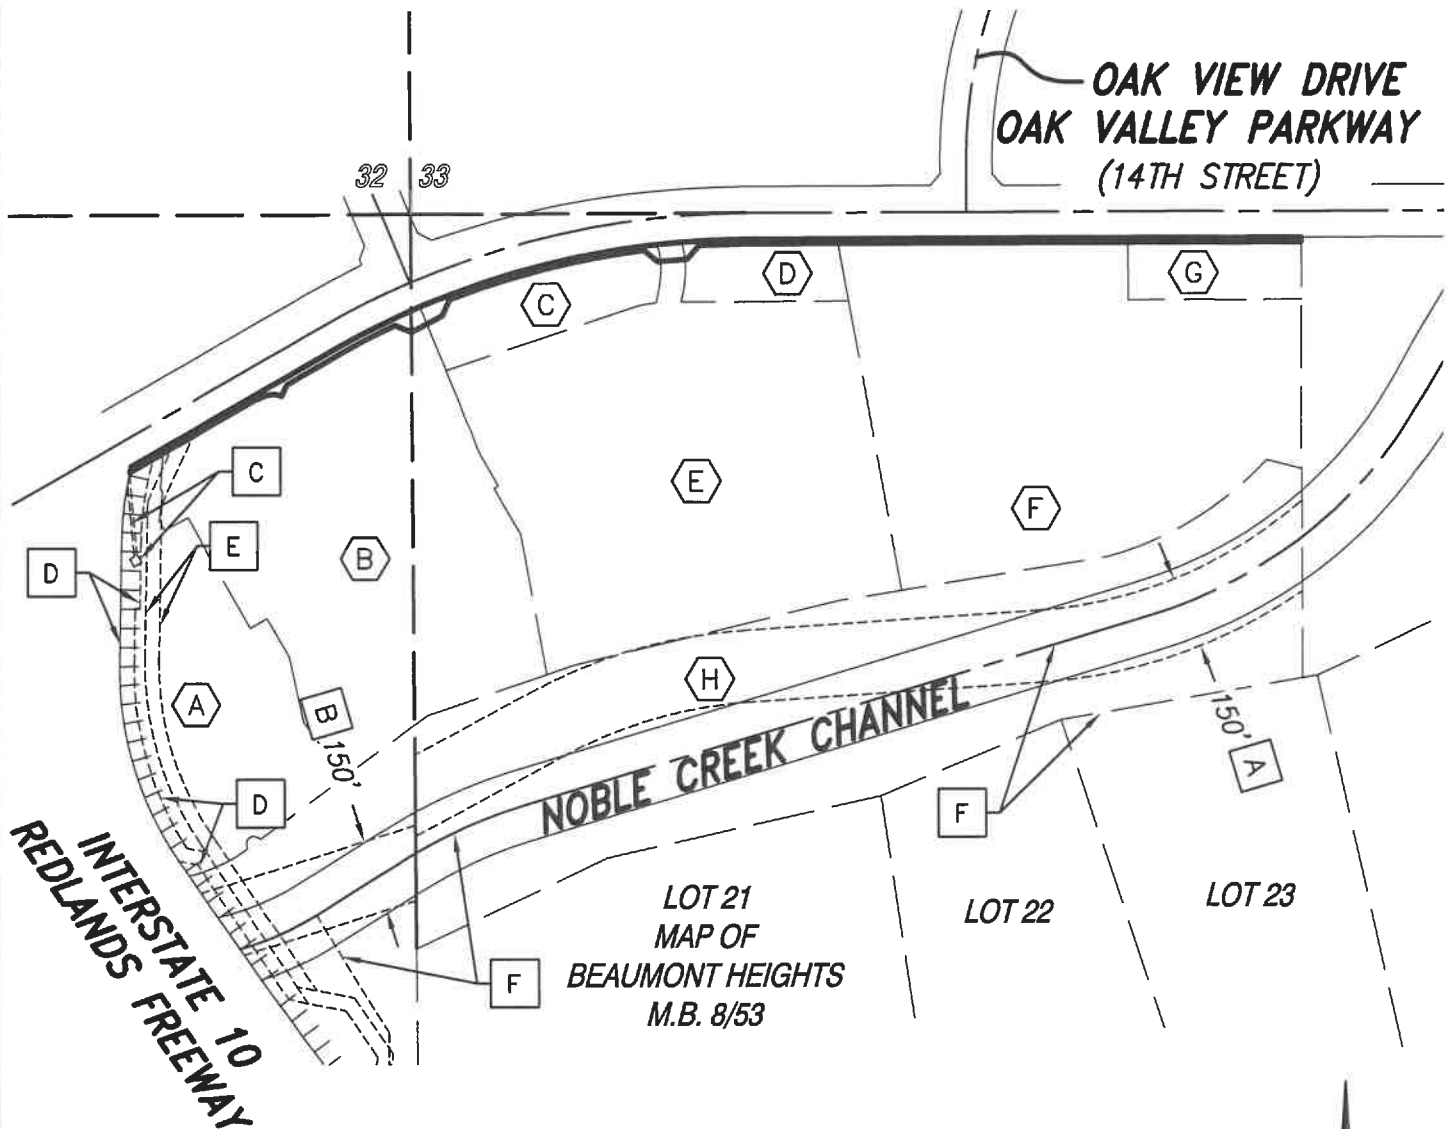 OAK VIEW DRIVE
OAK VALLEY PARKWAY
(14TH STREET)
32 33
D
G
C
C
E
F
E
B
D
H
A
B
150'
150'
A
D
F
NOBLE CREEK CHANNEL
INTERSTATE 10
REDLANDS FREEWAY
LOT 21
MAP OF
BEAUMONT HEIGHTS
M.B. 8/53
LOT 22
LOT 23
F